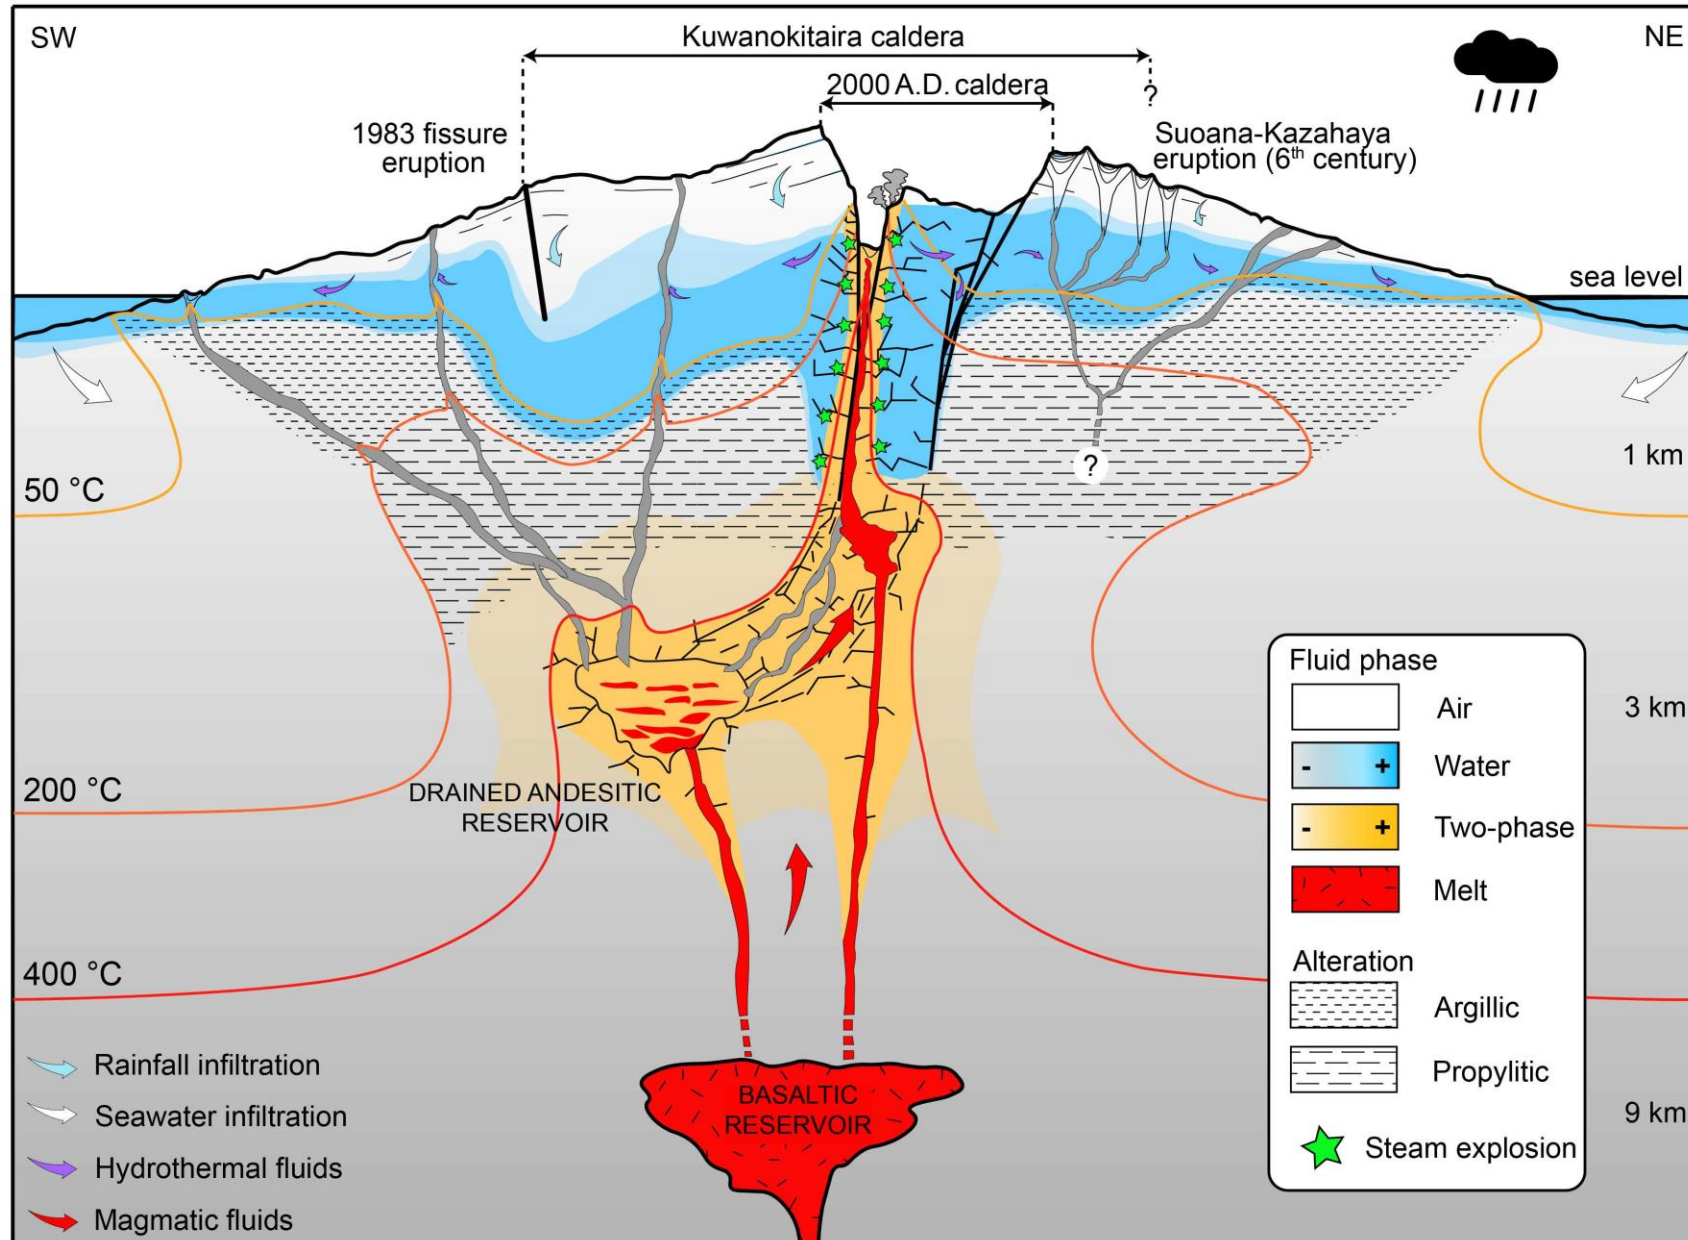 SW
Kuwanokitaira caldera
NE
2000 A.D. caldera
?
1983 fissure
eruption
Suoana-Kazahaya
eruption (6th century)
sea level
1 km
?
50 °C
Fluid phase
Air
3 km
- + Water
200 °C
DRAINED ANDESITIC
RESERVOIR
- + Two-phase
Melt
400 °C
Alteration
Argillic
Rainfall infiltration
Propylitic
BASALTIC
RESERVOIR
9 km
Seawater infiltration
Steam explosion
Hydrothermal fluids
Magmatic fluids